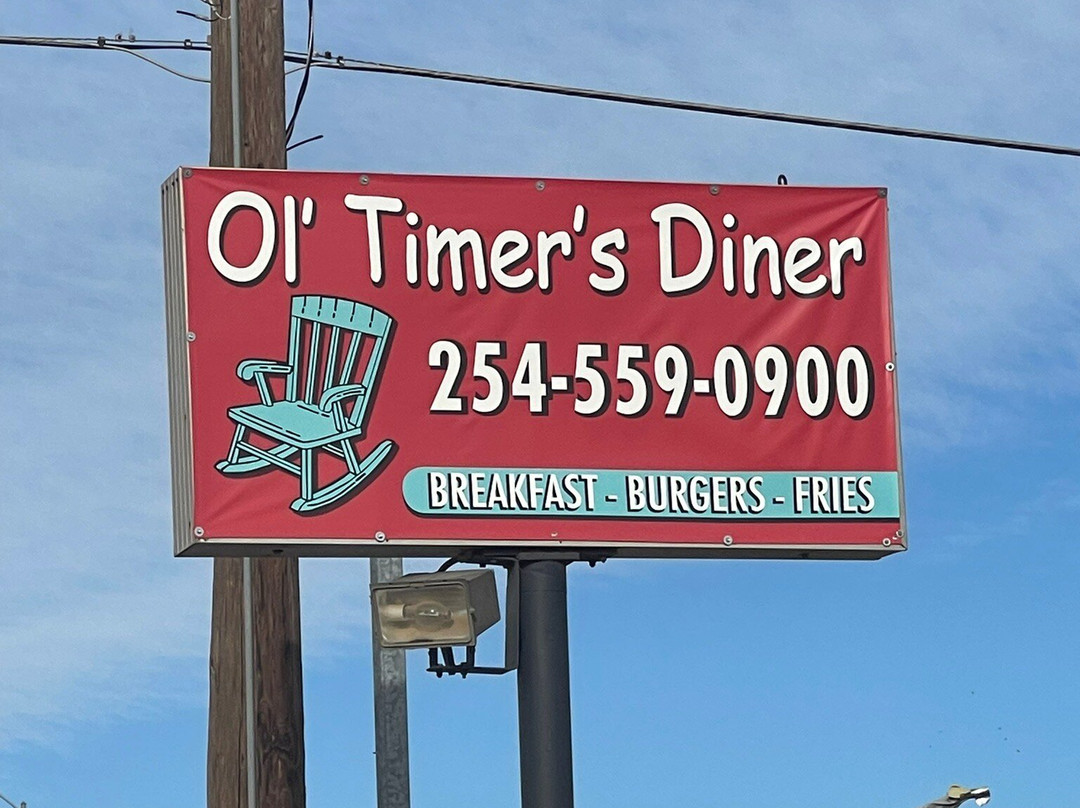 Ol' Timer's Diner
254-559-0900
BREAKFAST - BURGERS - FRIES